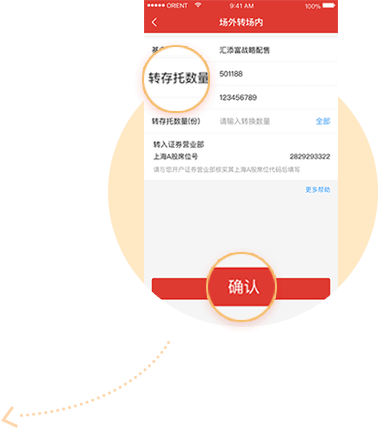 ORIENT 9:41 AM 100%
场外转场内
汇添富战略配售
转存托数量
501188
123456789
转存托数量(份) 请输入转换数量 全部
转入证券营业部
上海A股席位号 2829293322
请与您开户证券营业部核实其上海A股席位代码后填写
更多帮助
确认